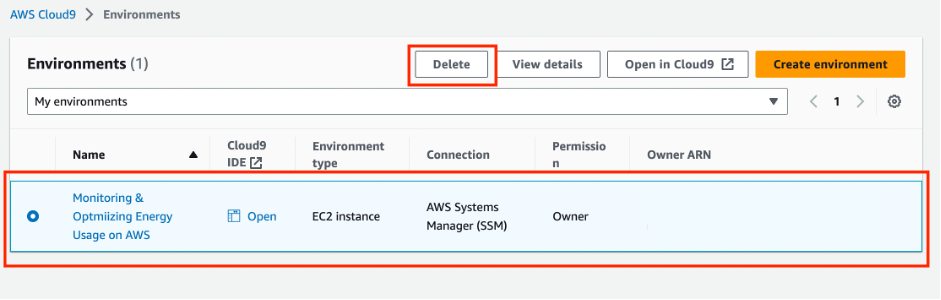 AWS Cloud9 > Environments
Environments (1)
Delete
View details
Open in Cloud9
Create environment
My environments
1
Name
Cloud9
IDE
Environment
type
Connection
Permissio
n
Owner ARN
Monitoring &
Optmiizing Energy
Usage on AWS
Open
EC2 instance
AWS Systems
Manager (SSM)
Owner